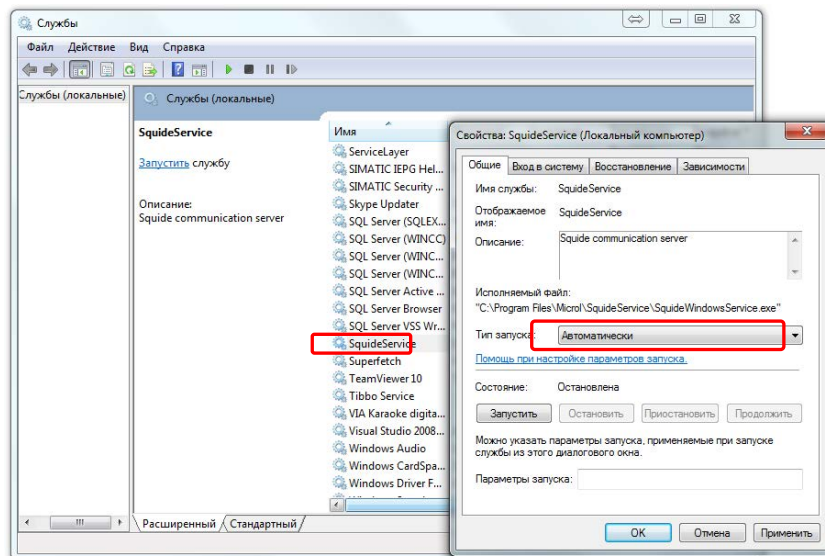 Службы
Файл Действие Вид Справка
Службы (локальные)
Службы (локальные)
SquideService
Запустить службу
Описание:
Squide communication server
Имя
ServiceLayer
SIMATIC IEPG Hel...
SIMATIC Security ...
Skype Updater
SQL Server (SQLEX...
SQL Server (WINCC)
SQL Server (WINC...
SQL Server (WINC...
SQL Server Active ...
SQL Server Browser
SQL Server VSS Wr...
SquideService
Superfetch
TeamViewer 10
Tibbo Service
VIA Karaoke digita...
Visual Studio 2008...
Windows Audio
Windows CardSpa...
Windows Driver F...
Расширенный Стандартный
Свойства: SquideService (Локальный компьютер)
Общие Вход в систему Восстановление Зависимости
Имя службы: SquideService
Отображаемое имя: SquideService
Описание: Squide communication server
Исполняемый файл:
"C:\Program Files\Microl\SquideService\SquideWindowsService.exe"
Тип запуска: Автоматически
Помощь при настройке параметров запуска.
Состояние: Остановлена
Запустить Остановить Приостановить Продолжить
Можно указать параметры запуска, применяемые при запуске
службы из этого диалогового окна.
Параметры запуска:
OK Отмена Применить